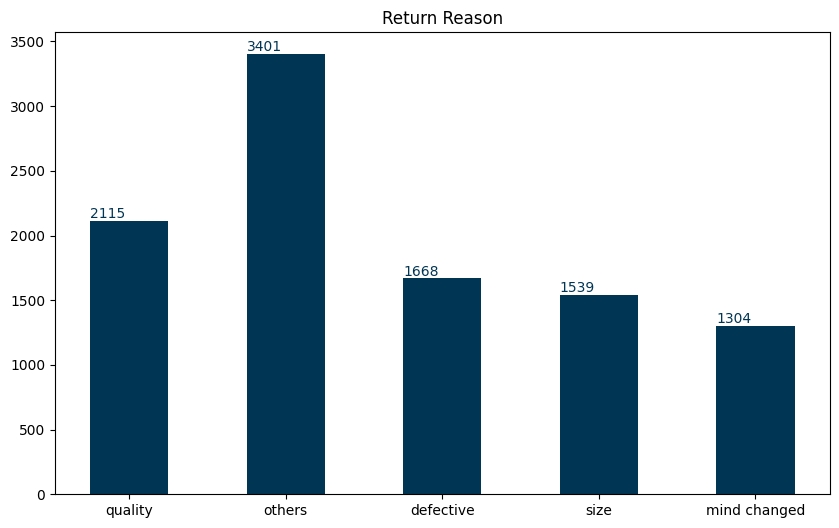 Return Reason
3500
3000
2500
2000
1500
1000
500
0
2115
3401
1668
1539
1304
quality
others
defective
size
mind changed